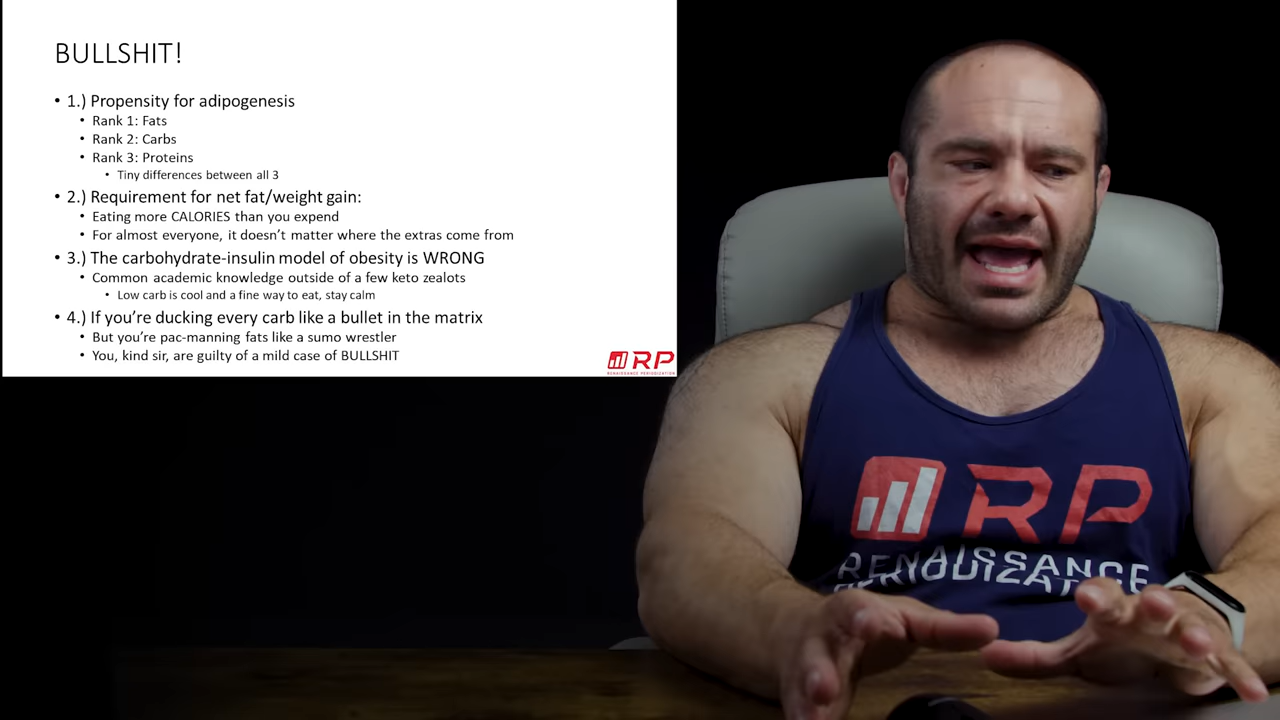 BULLSHIT!
• 1.) Propensity for adipogenesis
• Rank 1: Fats
• Rank 2: Carbs
• Rank 3: Proteins
• Tiny differences between all 3
• 2.) Requirement for net fat/weight gain:
• Eating more CALORIES than you expend
• For almost everyone, it doesn't matter where the extras come from
• 3.) The carbohydrate-insulin model of obesity is WRONG
• Common academic knowledge outside of a few keto zealots
• Low carb is cool and a fine way to eat, stay calm
• 4.) If you're ducking every carb like a bullet in the matrix
• But you're pac-manning fats like a sumo wrestler
• You, kind sir, are guilty of a mild case of BULLSHIT
RP
RENAISSANCE PERIODIZATION
RP
RENAISSANCE